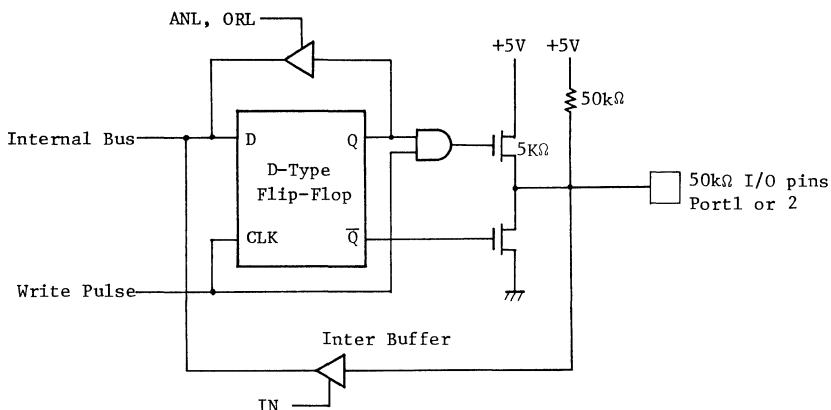 ANL, ORL
+5V +5V
50kΩ
Internal Bus
D
Q
5KΩ
D-Type
Flip-Flop
50kΩ I/O pins
Port1 or 2
CLK
Q̅
Write Pulse
Inter Buffer
IN